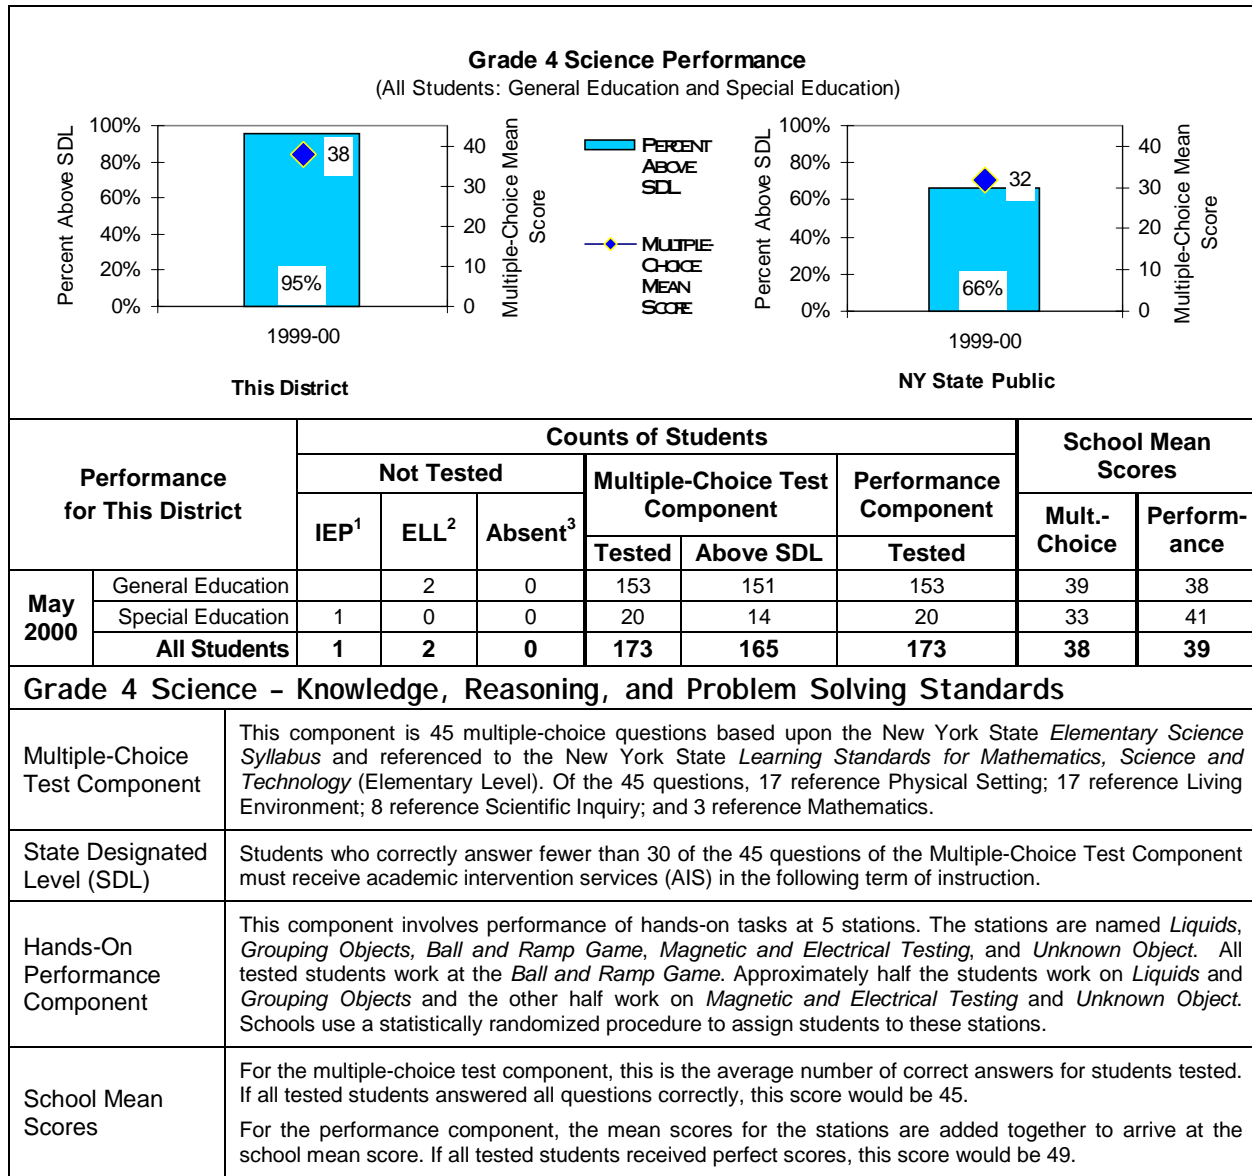 Grade 4 Science Performance
(All Students: General Education and Special Education)
Percent Above SDL
100%
80%
60%
40%
20%
0%
38
95%
1999-00
40
30
20
10
0
Multiple-Choice Mean Score
This District
PERCENT
ABOVE
SDL
MULTIPLE-
CHOICE
MEAN
SCORE
Percent Above SDL
100%
80%
60%
40%
20%
0%
32
66%
1999-00
40
30
20
10
0
Multiple-Choice Mean Score
NY State Public
Performance
for This District
Counts of Students
School Mean
Scores
Not Tested
Multiple-Choice Test
Component
Performance
Component
IEP1 ELL2 Absent3
Tested Above SDL Tested
Mult.-
Choice
Perform-
ance
May
2000
General Education 2 0 153 151 153 39 38
Special Education 1 0 0 20 14 20 33 41
All Students 1 2 0 173 165 173 38 39
Grade 4 Science – Knowledge, Reasoning, and Problem Solving Standards
Multiple-Choice
Test Component
This component is 45 multiple-choice questions based upon the New York State Elementary Science
Syllabus and referenced to the New York State Learning Standards for Mathematics, Science and
Technology (Elementary Level). Of the 45 questions, 17 reference Physical Setting; 17 reference Living
Environment; 8 reference Scientific Inquiry; and 3 reference Mathematics.
State Designated
Level (SDL)
Students who correctly answer fewer than 30 of the 45 questions of the Multiple-Choice Test Component
must receive academic intervention services (AIS) in the following term of instruction.
Hands-On
Performance
Component
This component involves performance of hands-on tasks at 5 stations. The stations are named Liquids,
Grouping Objects, Ball and Ramp Game, Magnetic and Electrical Testing, and Unknown Object. All
tested students work at the Ball and Ramp Game. Approximately half the students work on Liquids and
Grouping Objects and the other half work on Magnetic and Electrical Testing and Unknown Object.
Schools use a statistically randomized procedure to assign students to these stations.
School Mean
Scores
For the multiple-choice test component, this is the average number of correct answers for students tested.
If all tested students answered all questions correctly, this score would be 45.
For the performance component, the mean scores for the stations are added together to arrive at the
school mean score. If all tested students received perfect scores, this score would be 49.